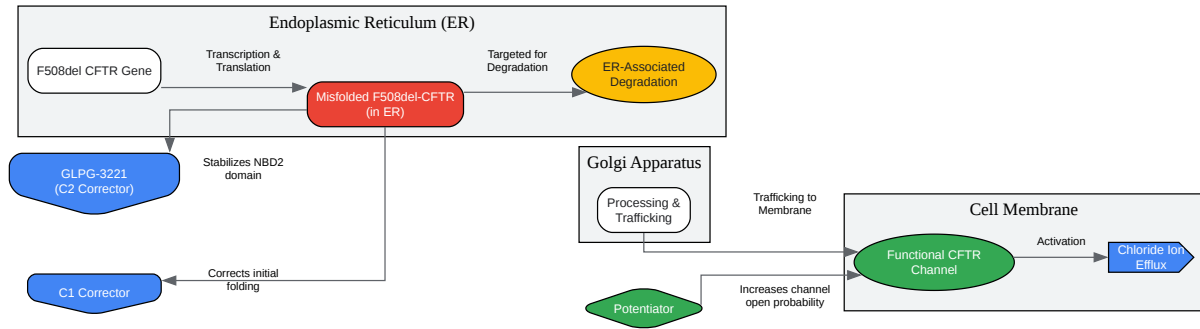 Endoplasmic Reticulum (ER)
F508del CFTR Gene
Transcription &
Translation
Misfolded F508del-CFTR
(in ER)
Targeted for
Degradation
ER-Associated
Degradation
GLPG-3221
(C2 Corrector)
Stabilizes NBD2
domain
C1 Corrector
Corrects initial
folding
Golgi Apparatus
Processing &
Trafficking
Trafficking to
Membrane
Potentiator
Increases channel
open probability
Cell Membrane
Functional CFTR
Channel
Activation
Chloride Ion
Efflux